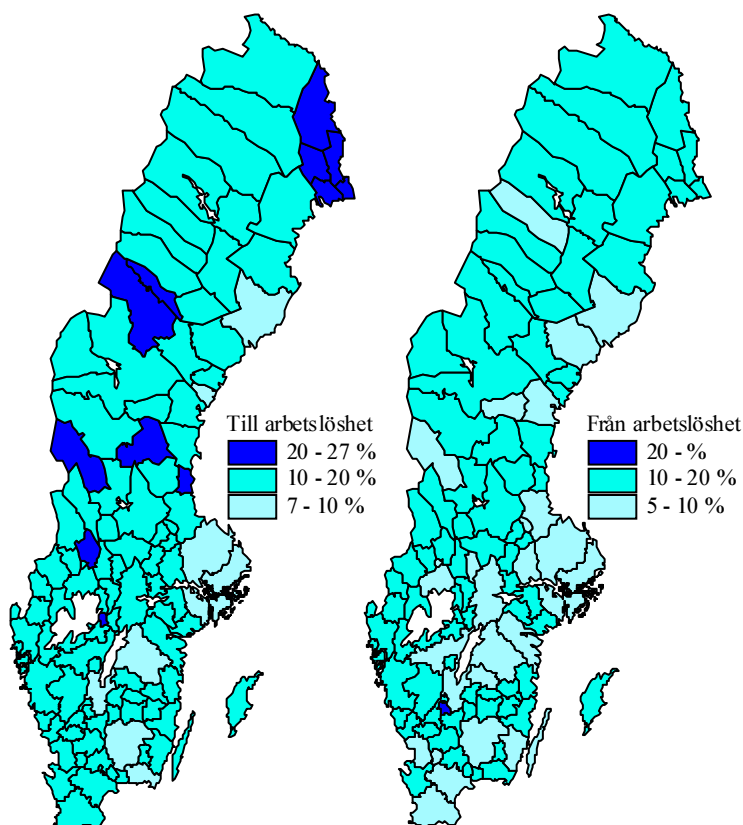 Till arbetslöshet
20 - 27 %
10 - 20 %
7 - 10 %
Från arbetslöshet
20 - %
10 - 20 %
5 - 10 %